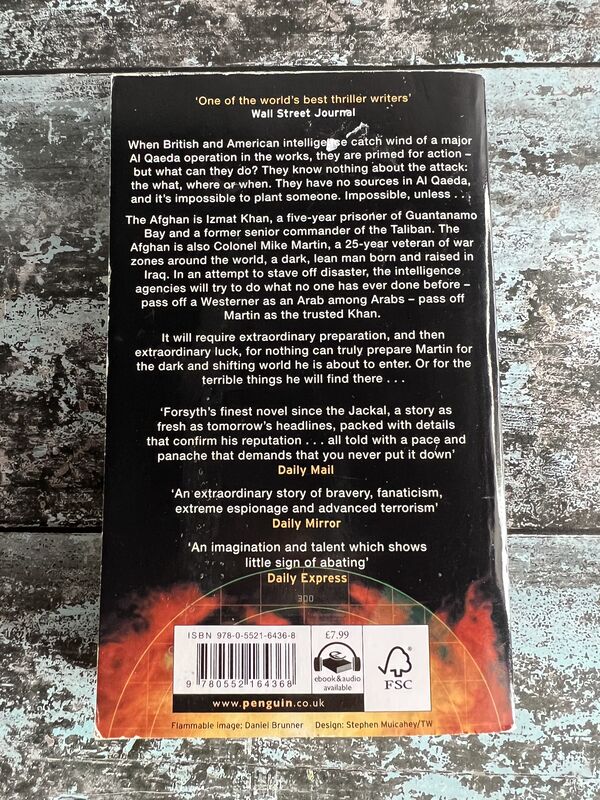 'One of the world's best thriller writers'
Wall Street Journal
When British and American intelligence catch wind of a major
Al Qaeda operation in the works, they are primed for action –
but what can they do? They know nothing about the attack:
the what, where or when. They have no sources in Al Qaeda,
and it's impossible to plant someone. Impossible, unless . . .
The Afghan is Izmat Khan, a five-year prisoner of Guantanamo
Bay and a former senior commander of the Taliban. The
Afghan is also Colonel Mike Martin, a 25-year veteran of war
zones around the world, a dark, lean man born and raised in
Iraq. In an attempt to stave off disaster, the intelligence
agencies will try to do what no one has ever done before –
pass off a Westerner as an Arab among Arabs – pass off
Martin as the trusted Khan.
It will require extraordinary preparation, and then
extraordinary luck, for nothing can truly prepare Martin for
the dark and shifting world he is about to enter. Or for the
terrible things he will find there . . .
'Forsyth's finest novel since the Jackal, a story as
fresh as tomorrow's headlines, packed with details
that confirm his reputation . . . all told with a pace and
panache that demands that you never put it down'
Daily Mail
'An extraordinary story of bravery, fanaticism,
extreme espionage and advanced terrorism'
Daily Mirror
'An imagination and talent which shows
little sign of abating'
Daily Express
300
ISBN 978-0-5521-6436-8
9 780552 164368
£7.99
ebook&audio
available
FSC
www.penguin.co.uk
Flammable image: Daniel Brunner Design: Stephen Mulcahey/TW